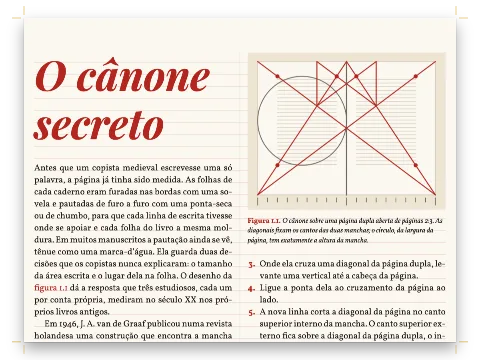 O cânone
secreto
Antes que um copista medieval escrevesse uma só
palavra, a página já tinha sido medida. As folhas de
cada caderno eram furadas nas bordas com uma so-
vela e pautadas de furo a furo com uma ponta-seca
ou de chumbo, para que cada linha de escrita tivesse
onde se apoiar e cada folha do livro a mesma mol-
dura. Em muitos manuscritos a pautação ainda se vê,
tênue como uma marca-d'água. Ela guarda duas de-
cisões que os copistas nunca explicaram: o tamanho
da área escrita e o lugar dela na folha. O desenho da
figura 1.1 dá a resposta que três estudiosos, cada um
por conta própria, mediram no século XX nos pró-
prios livros antigos.
Em 1946, J. A. van de Graaf publicou numa revista
holandesa uma construção que encontra a mancha
Figura 1.1. O cânone sobre uma página dupla aberta de páginas 2:3. As
diagonais fixam os cantos das duas manchas; o círculo, da largura da
página, tem exatamente a altura da mancha.
3. Onde ela cruza uma diagonal da página dupla, le-
vante uma vertical até a cabeça da página.
4. Ligue a ponta dela ao cruzamento da página ao
lado.
5. A nova linha corta a diagonal da página no canto
superior interno da mancha. O canto superior ex-
terno fica sobre a diagonal da página dupla, o in-